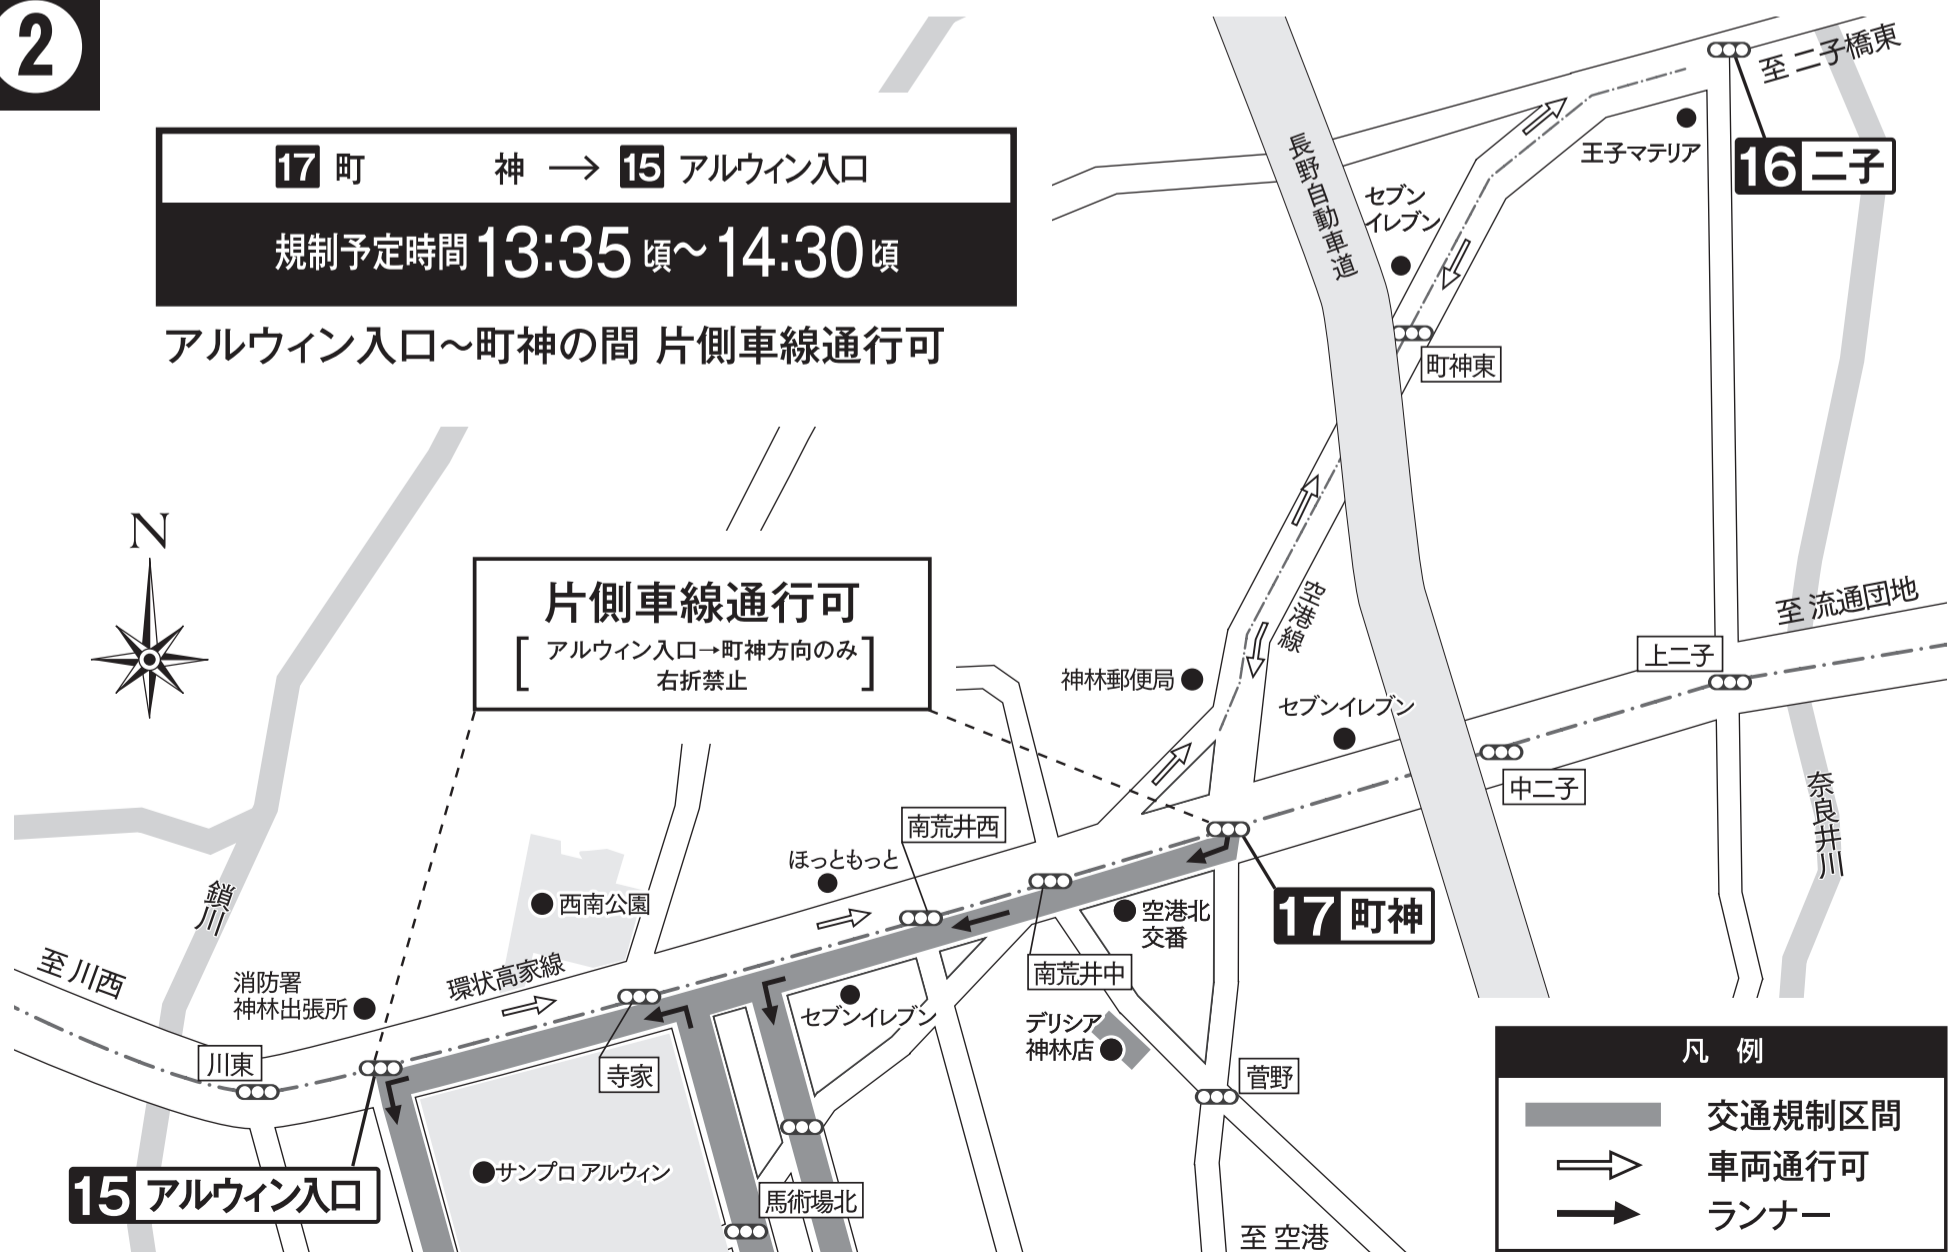 2
17 町 神 → 15 アルウィン入口
規制予定時間 13:35頃〜14:30頃
アルウィン入口〜町神の間 片側車線通行可
至 二子橋東
王子マテリア
16 二子
長野自動車道
セブン
イレブン
町神東
N
片側車線通行可
アルウィン入口→町神方向のみ
右折禁止
空港線
至 流通団地
上二子
神林郵便局
セブンイレブン
中二子
奈良井川
南荒井西
ほっともっと
西南公園
鎖川
17 町神
空港北
交番
南荒井中
至 川西
消防署
神林出張所
環状高家線
セブンイレブン
デリシア
神林店
川東
寺家
菅野
15 アルウィン入口
サンプロ アルウィン
馬術場北
至 空港
凡 例
交通規制区間
車両通行可
ランナー